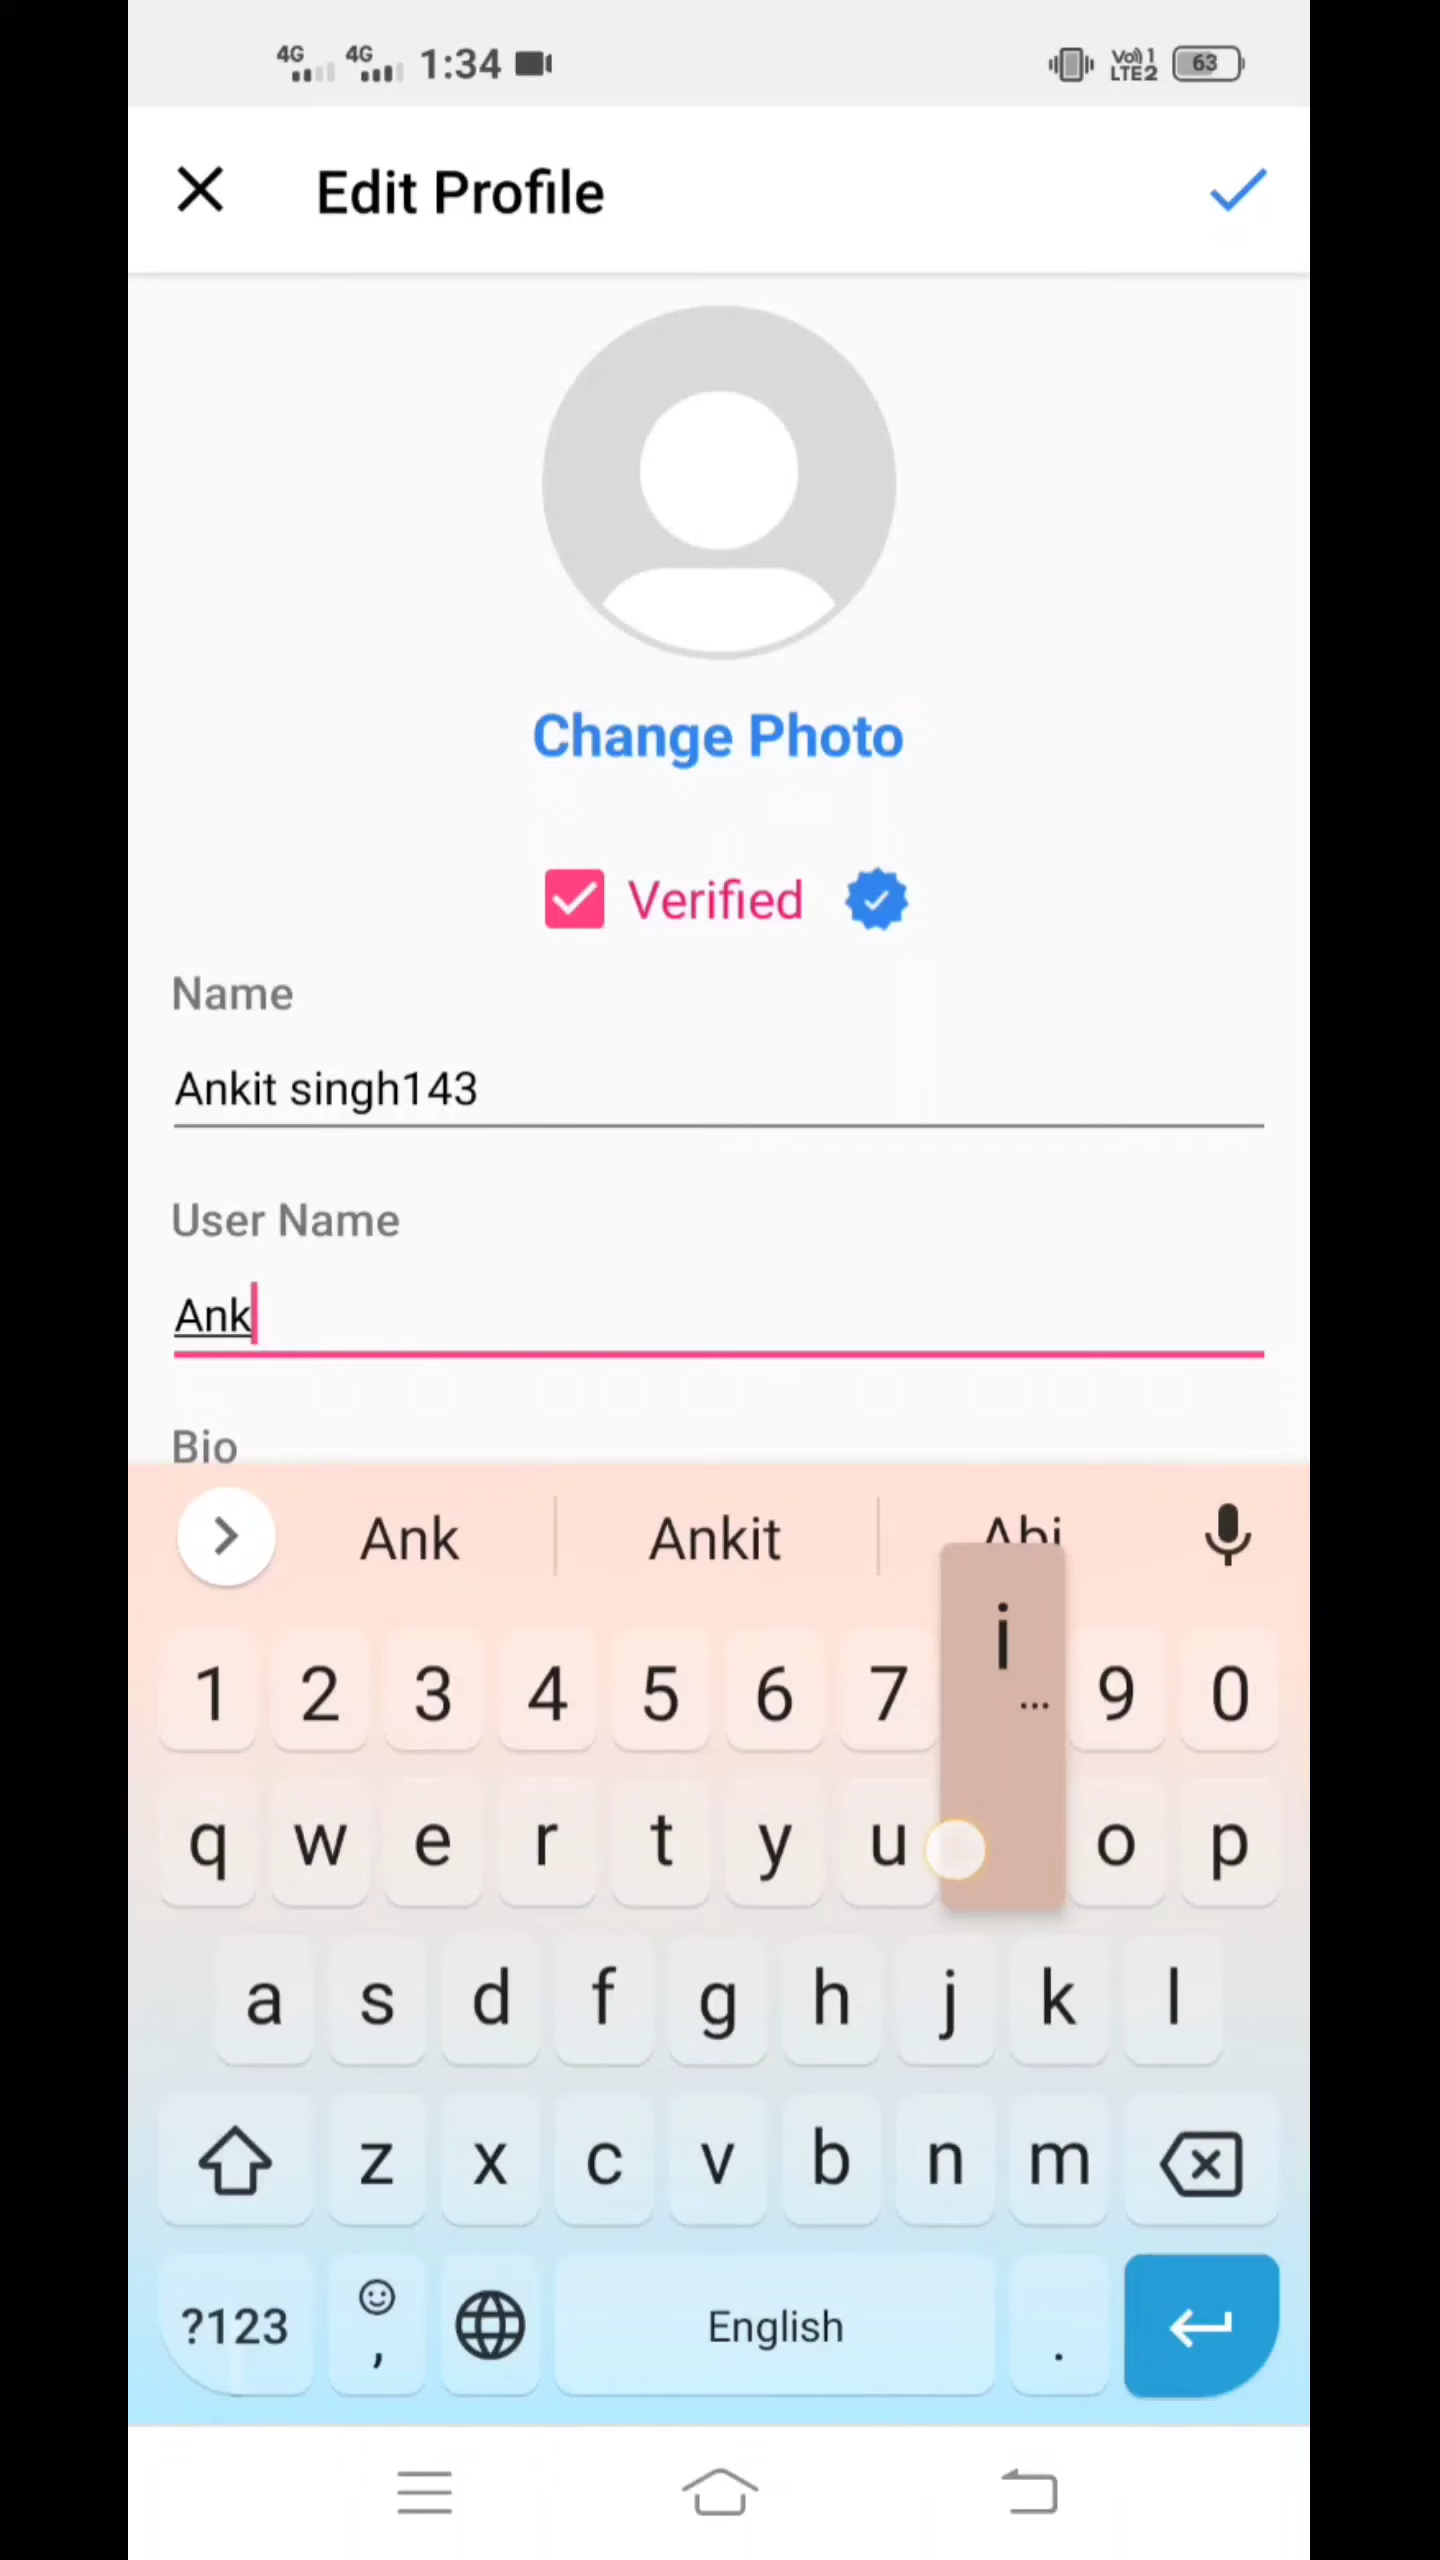 4G 4G 1:34 Vo)) 1 LTE2 63
Edit Profile
Change Photo
Verified
Name
Ankit singh143
User Name
Ank
Bio
Ank Ankit Abi
i
...
1 2 3 4 5 6 7 9 0
q w e r t y u o p
a s d f g h j k l
z x c v b n m
?123 , English .